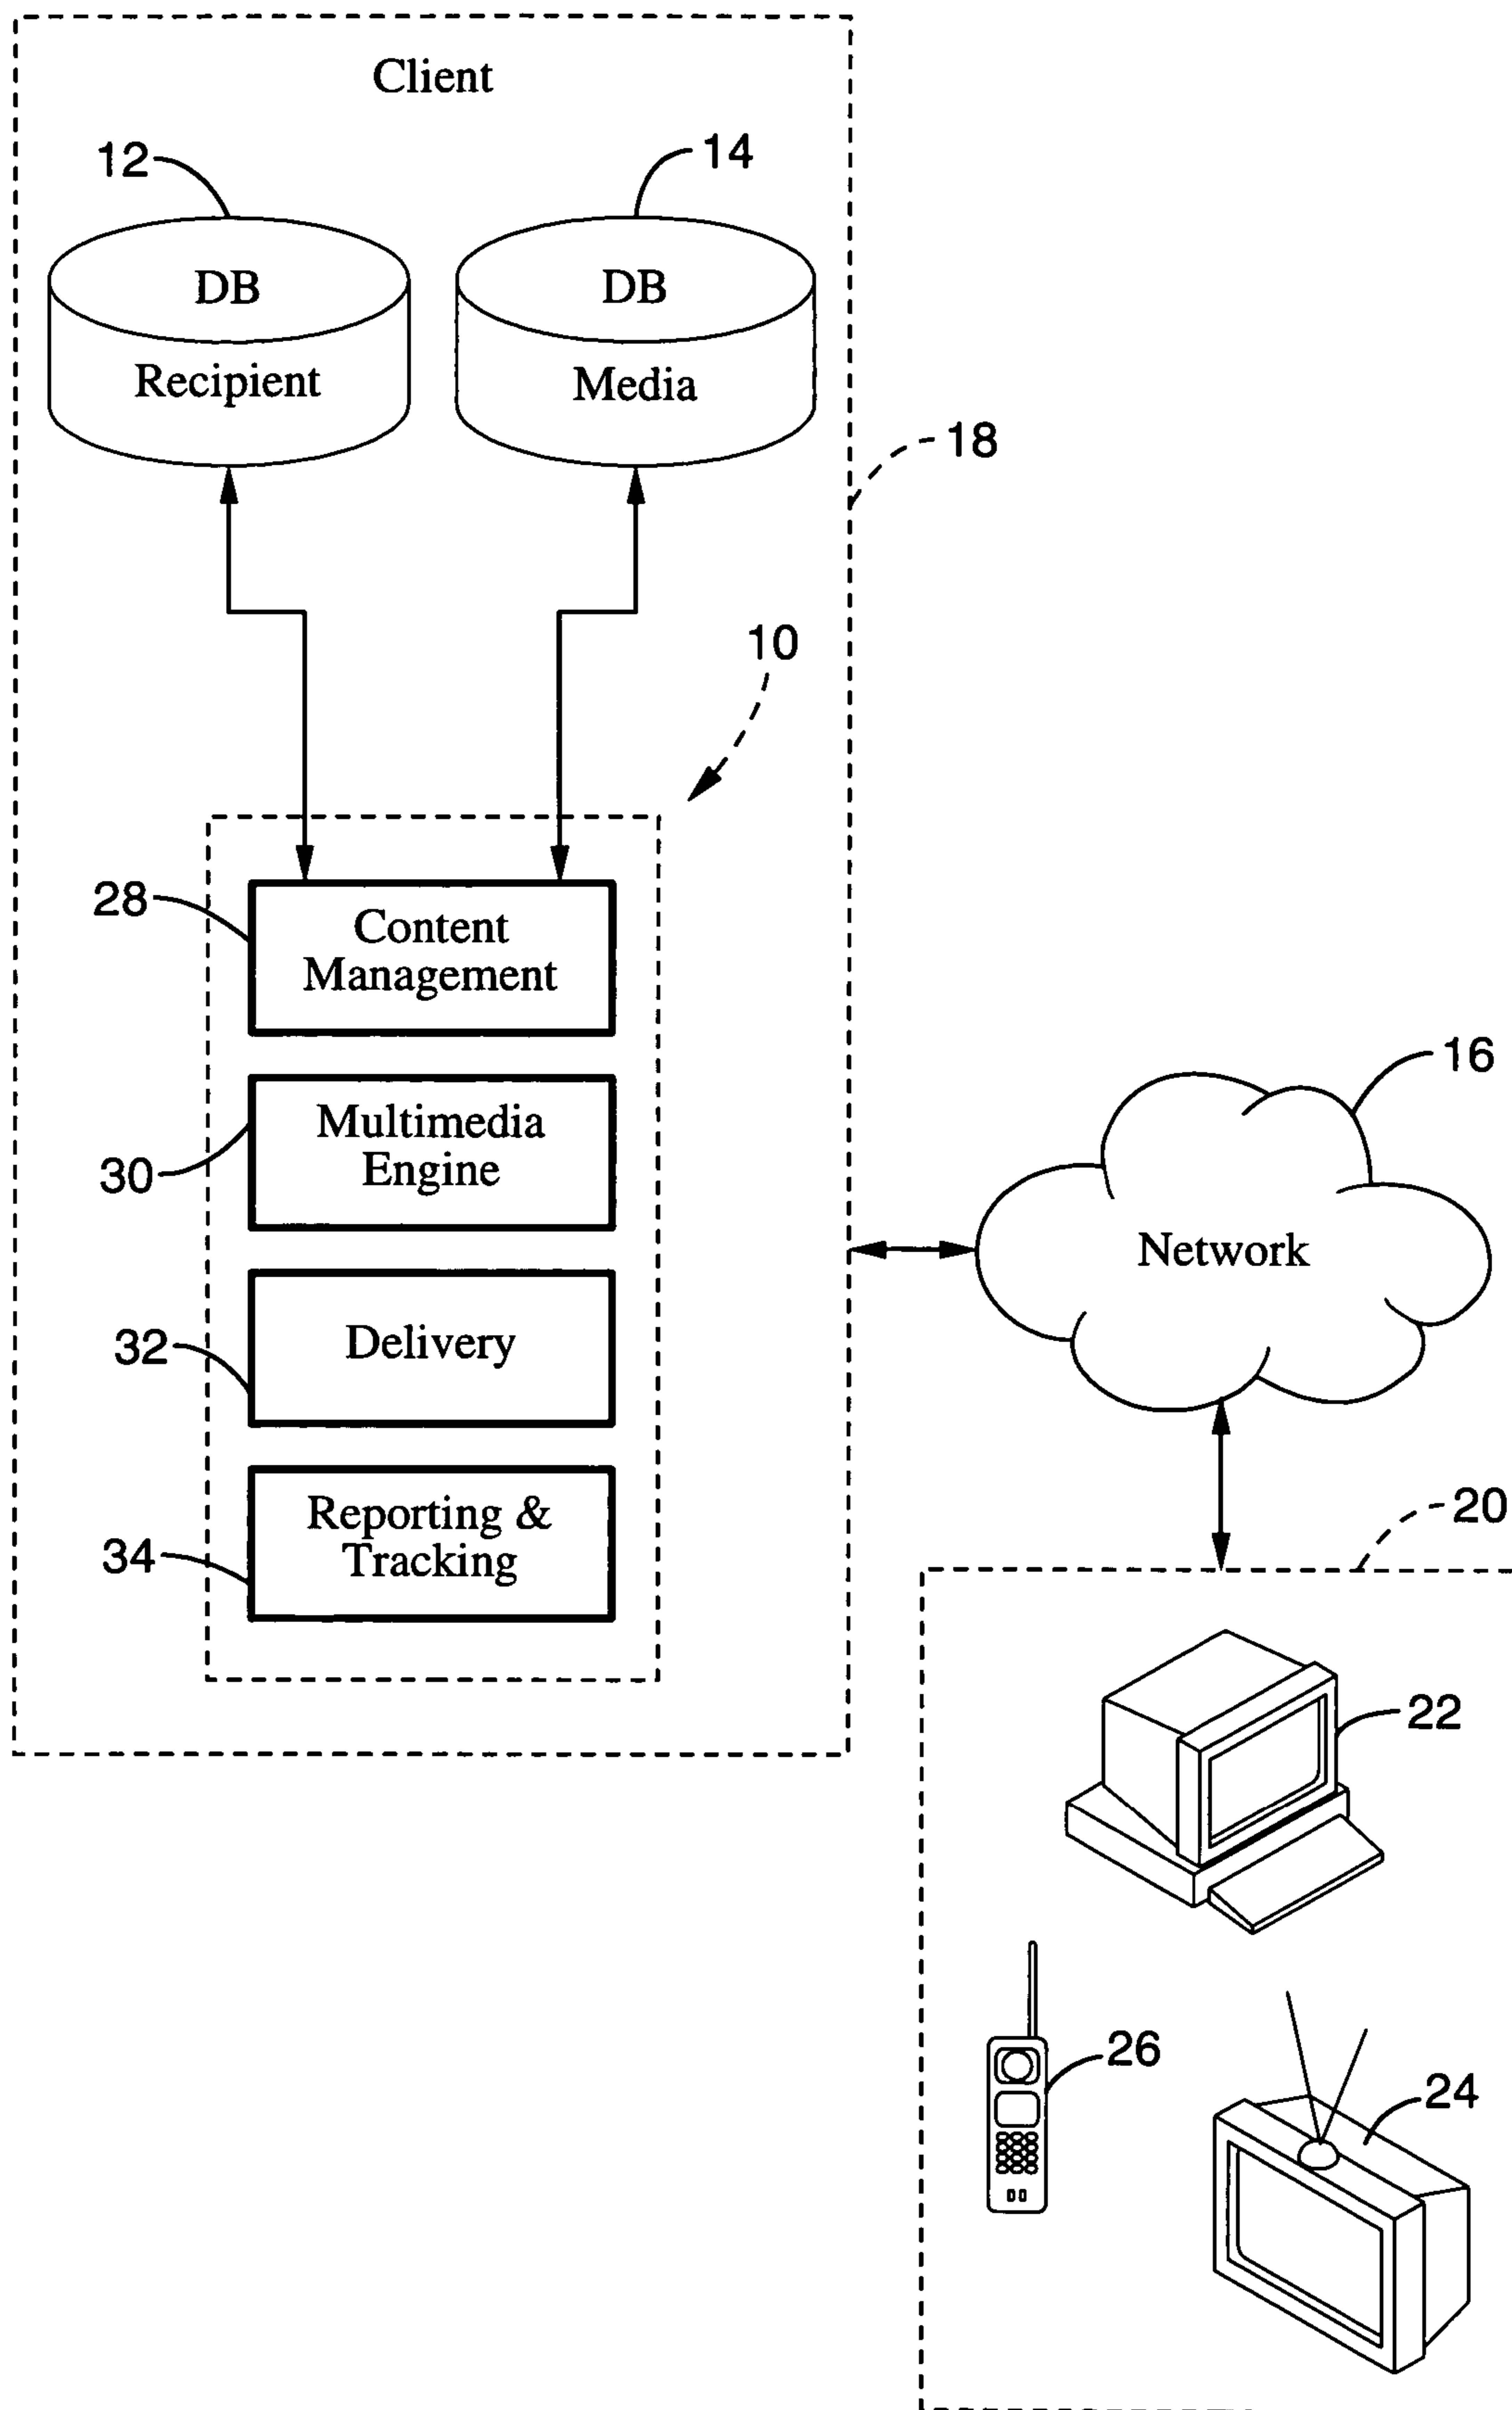 Client
12
14
DB
Recipient
DB
Media
18
10
28
Content
Management
16
30
Multimedia
Engine
Network
32
Delivery
20
34
Reporting &
Tracking
22
26
24